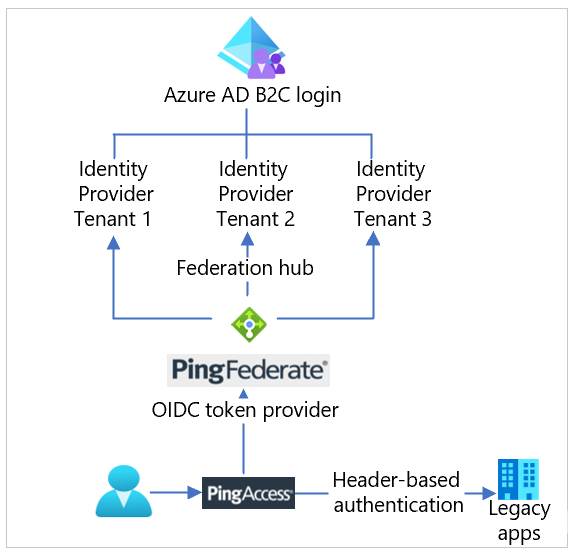 Azure AD B2C login
Identity
Provider
Tenant 1
Identity
Provider
Tenant 2
Identity
Provider
Tenant 3
Federation hub
PingFederate®
OIDC token provider
PingAccess®
Header-based
authentication
Legacy
apps